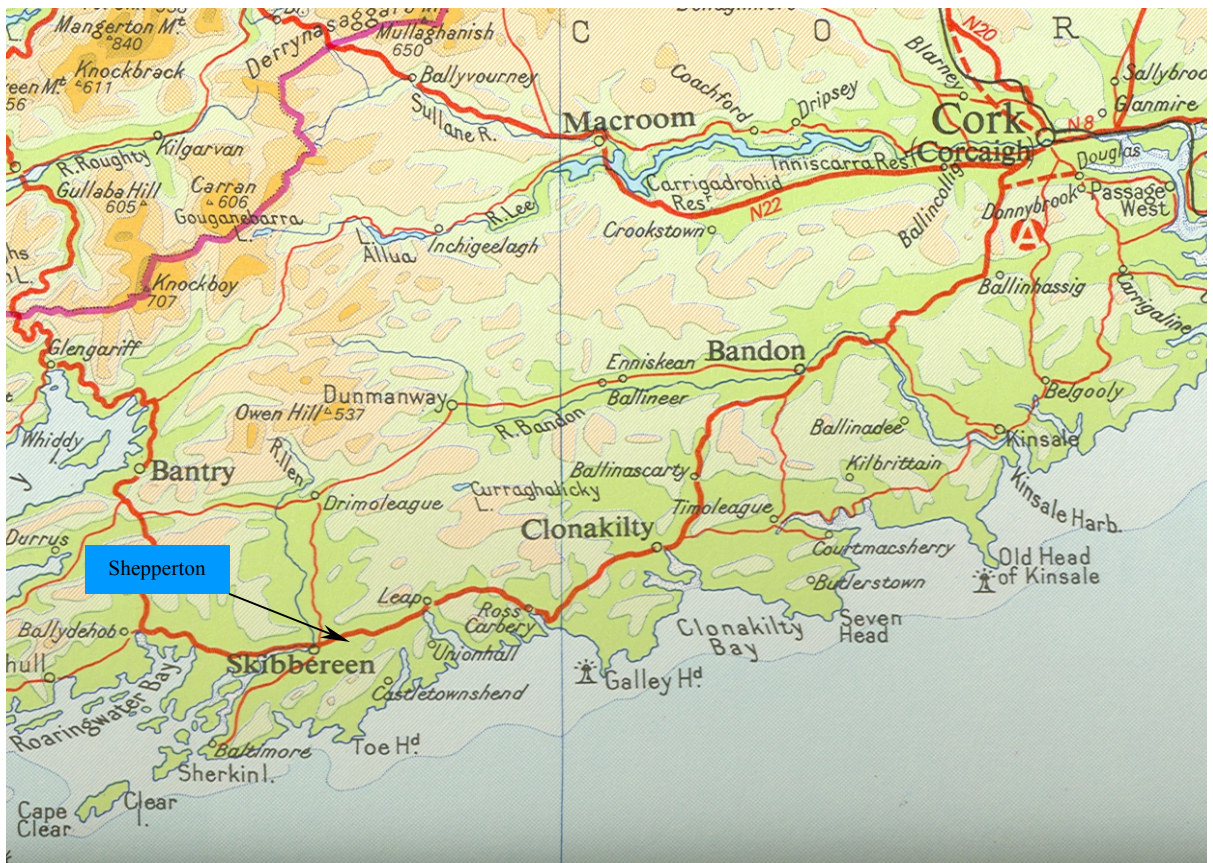 Mangerton Mt.
840
Derrynasaggart
Mullaghanish
650
C
O
R
N20
Knockbrack
611
Ballyvourney
Sullane R.
Coachford
Dripsey
Blarney
Sallybroo
Glanmire
Macroom
Cork
Corcaigh
N8
Douglas
R. Roughty
Kilgarvan
Gullaba Hill
605
Carran
606
Gouganebarra
L.
Inniscarra Resr.
Carrigadrohid
Resr.
N22
Ballincollig
Donnybrook
Passage
West
R. Lee
Crookstown
L.
Allua
Inchigeelagh
A
Knockboy
707
Ballinhassig
Carrigaline
Glengariff
Enniskean
Bandon
Dunmanway
Ballineer
Belgooly
Owen Hill 537
R. Bandon
Ballinadee
Kinsale
Whiddy
I.
y
Bantry
R. Ilen
Ballinascarty
Kilbrittain
Drimoleague
Curraghalicky
L.
Timoleague
Kinsale Harb.
Durrus
Clonakilty
Courtmacsherry
Old Head
of Kinsale
Shepperton
Butlerstown
Leap
Ross
Carbery
Seven
Head
Ballydehob
Clonakilty
Bay
Skibbereen
Unionhall
hull
Galley Hd.
Castletownshend
Roaringwater Bay
Baltimore
Toe Hd.
Sherkin I.
Clear
I.
Cape
Clear